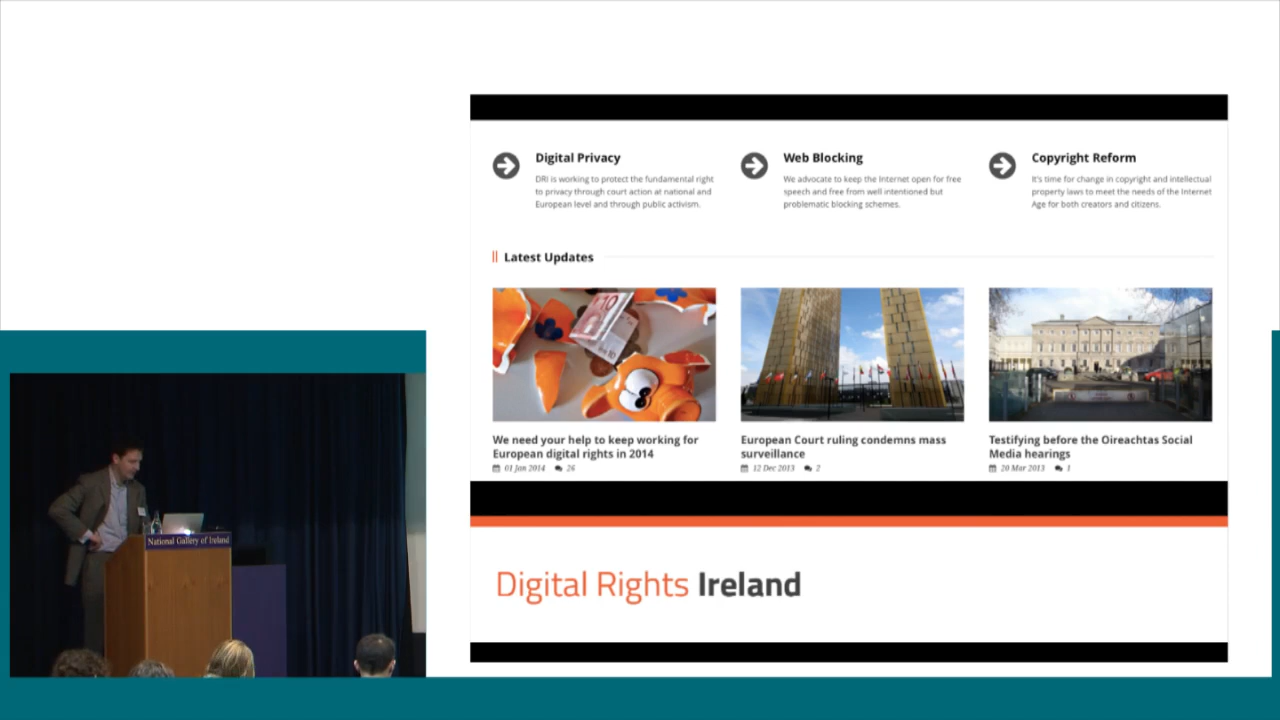 Digital Privacy
DRI is working to protect the fundamental right
to privacy through court action at national and
European level and through public activism.
Web Blocking
We advocate to keep the Internet open for free
speech and free from well intentioned but
problematic blocking schemes.
Copyright Reform
It's time for change in copyright and intellectual
property laws to meet the needs of the Internet
Age for both creators and citizens.
Latest Updates
10
We need your help to keep working for
European digital rights in 2014
01 Jan 2014 26
European Court ruling condemns mass
surveillance
12 Dec 2013 2
Testifying before the Oireachtas Social
Media hearings
20 Mar 2013 1
National Gallery of Ireland
Digital Rights Ireland